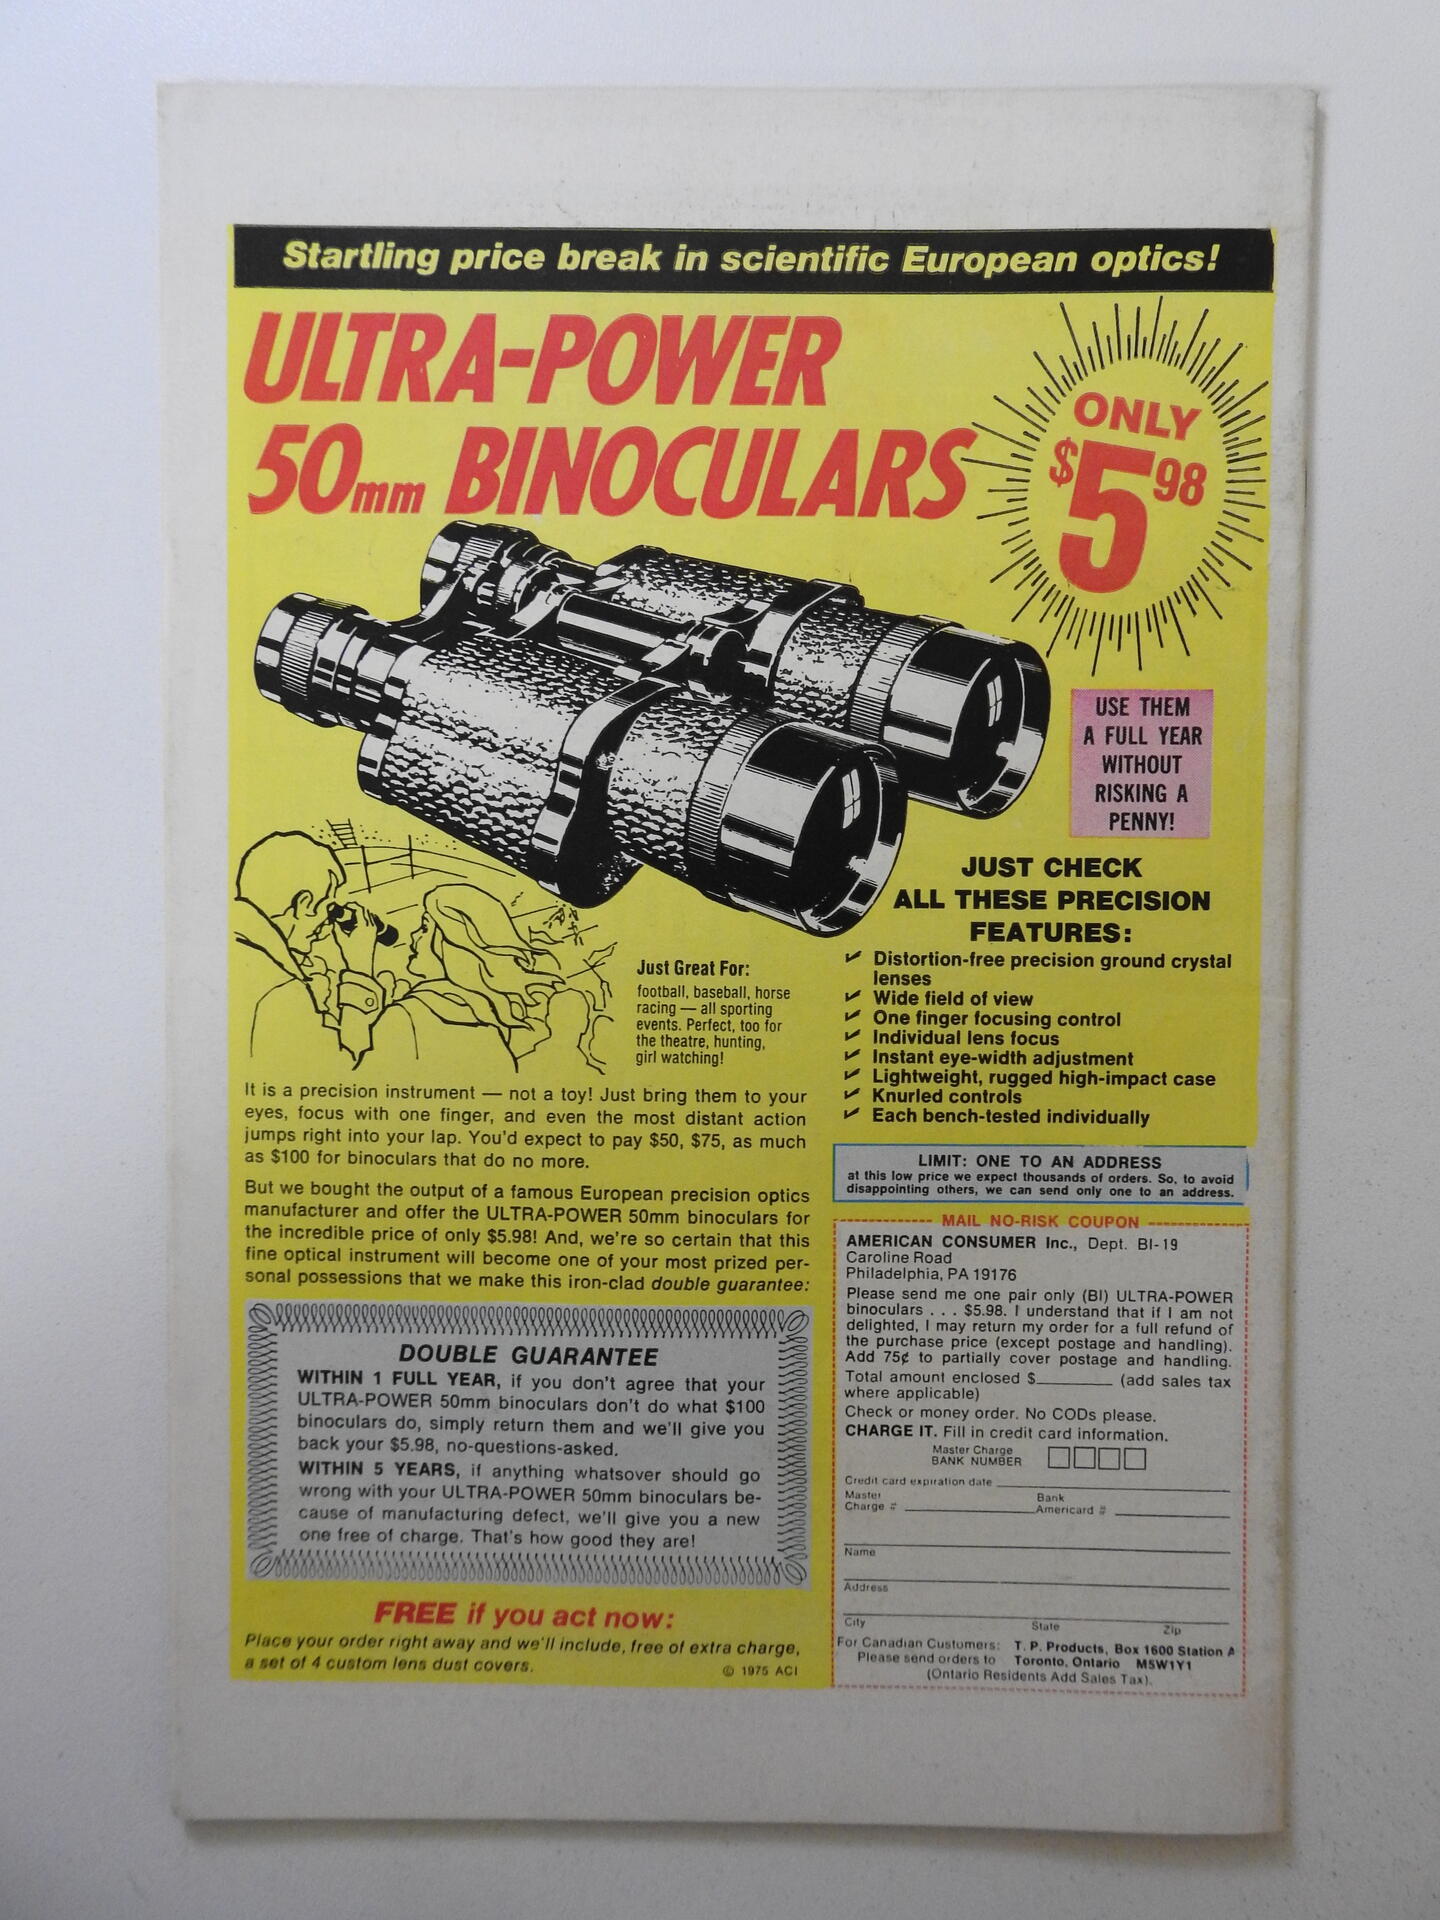 Startling price break in scientific European optics!
ULTRA-POWER
50mm BINOCULARS
ONLY
$5.98
USE THEM
A FULL YEAR
WITHOUT
RISKING A
PENNY!
JUST CHECK
ALL THESE PRECISION
FEATURES:
✓ Distortion-free precision ground crystal
lenses
✓ Wide field of view
✓ One finger focusing control
✓ Individual lens focus
✓ Instant eye-width adjustment
✓ Lightweight, rugged high-impact case
✓ Knurled controls
✓ Each bench-tested individually
Just Great For:
football, baseball, horse
racing — all sporting
events. Perfect, too for
the theatre, hunting,
girl watching!
It is a precision instrument — not a toy! Just bring them to your
eyes, focus with one finger, and even the most distant action
jumps right into your lap. You'd expect to pay $50, $75, as much
as $100 for binoculars that do no more.
But we bought the output of a famous European precision optics
manufacturer and offer the ULTRA-POWER 50mm binoculars for
the incredible price of only $5.98! And, we're so certain that this
fine optical instrument will become one of your most prized per-
sonal possessions that we make this iron-clad double guarantee:
DOUBLE GUARANTEE
WITHIN 1 FULL YEAR, if you don't agree that your
ULTRA-POWER 50mm binoculars don't do what $100
binoculars do, simply return them and we'll give you
back your $5.98, no-questions-asked.
WITHIN 5 YEARS, if anything whatsover should go
wrong with your ULTRA-POWER 50mm binoculars be-
cause of manufacturing defect, we'll give you a new
one free of charge. That's how good they are!
FREE if you act now:
Place your order right away and we'll include, free of extra charge,
a set of 4 custom lens dust covers.
© 1975 ACI
LIMIT: ONE TO AN ADDRESS
at this low price we expect thousands of orders. So, to avoid
disappointing others, we can send only one to an address.
MAIL NO-RISK COUPON
AMERICAN CONSUMER Inc., Dept. BI-19
Caroline Road
Philadelphia, PA 19176
Please send me one pair only (BI) ULTRA-POWER
binoculars . . . $5.98. I understand that if I am not
delighted, I may return my order for a full refund of
the purchase price (except postage and handling).
Add 75¢ to partially cover postage and handling.
Total amount enclosed $________ (add sales tax
where applicable)
Check or money order. No CODs please.
CHARGE IT. Fill in credit card information.
Master Charge
BANK NUMBER
Credit card expiration date
Master
Charge #
Bank
Americard #
Name
Address
City State Zip
For Canadian Customers: T. P. Products, Box 1600 Station A
Please send orders to Toronto, Ontario M5W1Y1
(Ontario Residents Add Sales Tax).